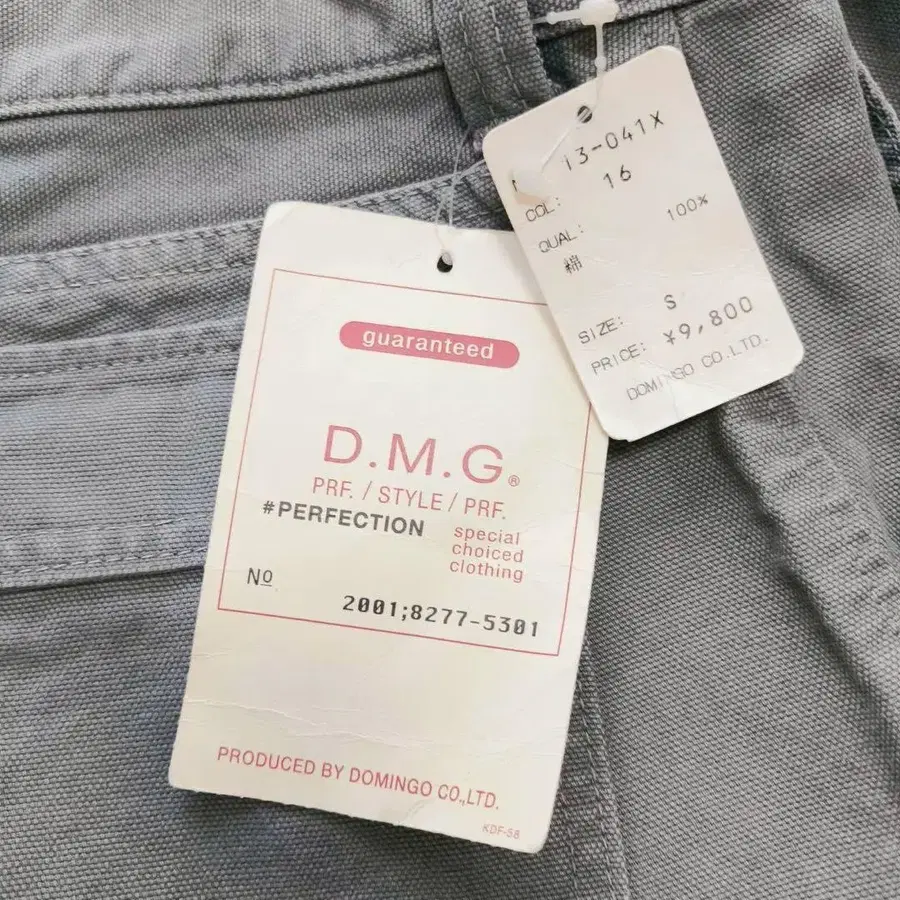 guaranteed
D.M.G®
PRF. / STYLE / PRF.
#PERFECTION
special
choiced
clothing
Nº
2001;8277-5301
PRODUCED BY DOMINGO CO.,LTD.
KDF-58
13-041X
COL: 16
QUAL: 100%
綿
SIZE: S
PRICE: ¥9,800
DOMINGO CO.LTD.